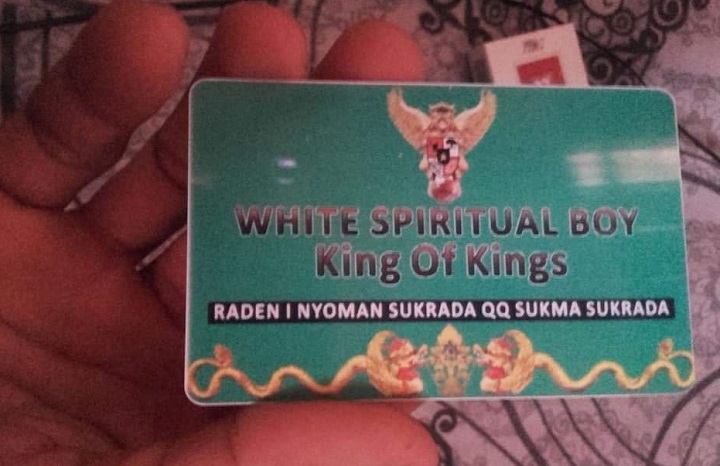 WHITE SPIRITUAL BOY
King Of Kings
RADEN I NYOMAN SUKRADA QQ SUKMA SUKRADA